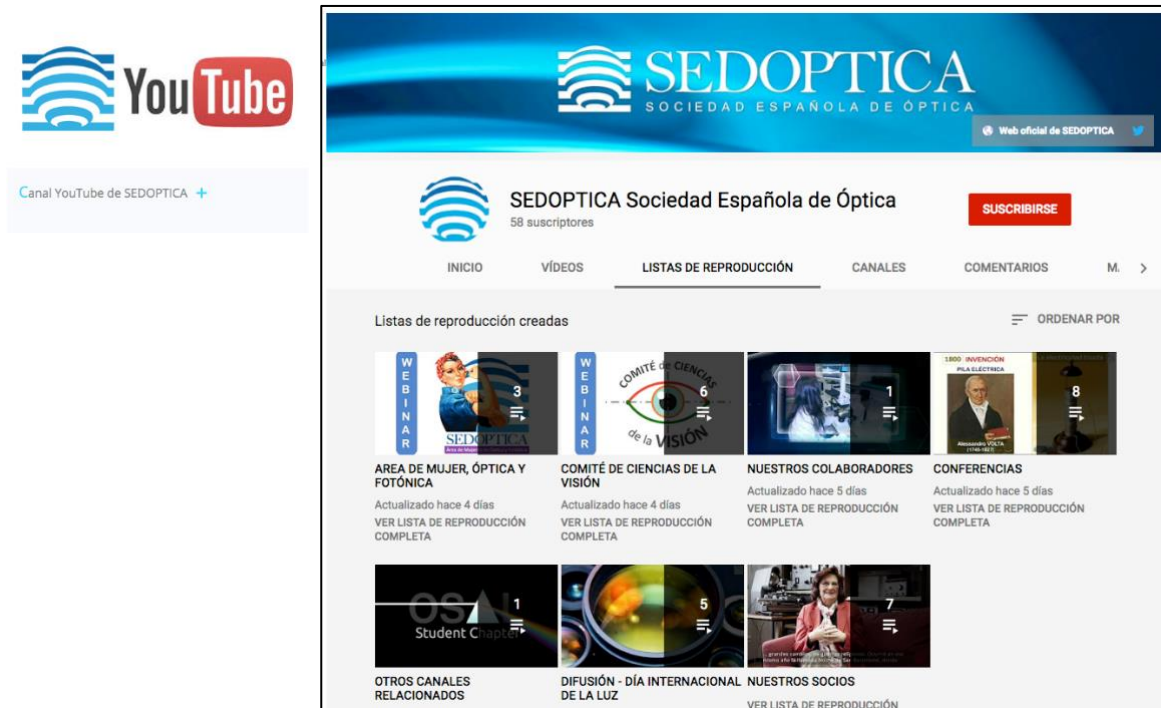 YouTube
Canal YouTube de SEDOPTICA +
SEDOPTICA
SOCIEDAD ESPAÑOLA DE ÓPTICA
Web oficial de SEDOPTICA
SEDOPTICA Sociedad Española de Óptica
58 suscriptores
SUSCRIBIRSE
INICIO VÍDEOS LISTAS DE REPRODUCCIÓN CANALES COMENTARIOS M.
Listas de reproducción creadas
ORDENAR POR
WEBINAR
3
SEDOPTICA
AREA DE MUJER, ÓPTICA Y
FOTÓNICA
Actualizado hace 4 días
VER LISTA DE REPRODUCCIÓN
COMPLETA
WEBINAR
COMITÉ de CIENCIAS
de la VISIÓN
6
COMITÉ DE CIENCIAS DE LA
VISIÓN
Actualizado hace 4 días
VER LISTA DE REPRODUCCIÓN
COMPLETA
1
NUESTROS COLABORADORES
Actualizado hace 5 días
VER LISTA DE REPRODUCCIÓN
COMPLETA
1800 INVENCIÓN
PILA ELÉCTRICA
Alessandro VOLTA
(1745-1827)
8
CONFERENCIAS
Actualizado hace 5 días
VER LISTA DE REPRODUCCIÓN
COMPLETA
OSA
Student Chapter
1
OTROS CANALES
RELACIONADOS
5
DIFUSIÓN - DÍA INTERNACIONAL
DE LA LUZ
7
NUESTROS SOCIOS
VER LISTA DE REPRODUCCIÓN